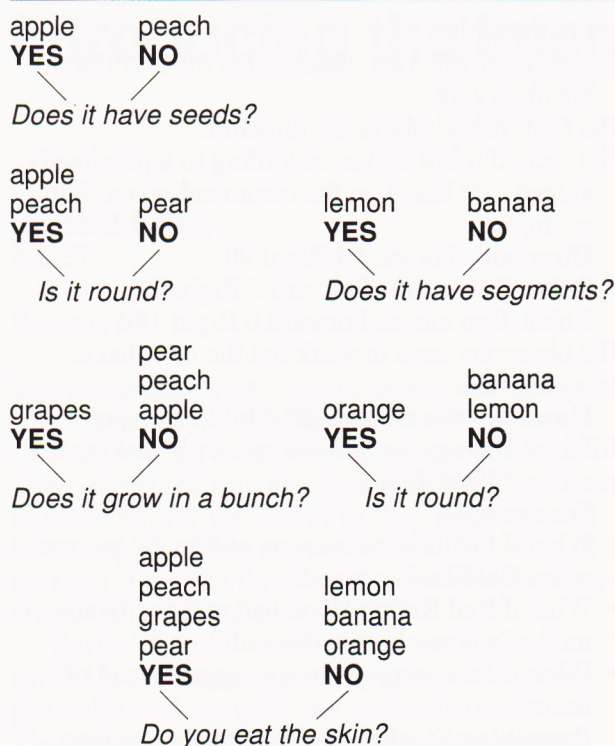 apple peach
YES NO
Does it have seeds?
apple
peach pear
YES NO
Is it round?
lemon banana
YES NO
Does it have segments?
pear
peach
grapes apple
YES NO
Does it grow in a bunch?
banana
orange lemon
YES NO
Is it round?
apple
peach lemon
grapes banana
pear orange
YES NO
Do you eat the skin?